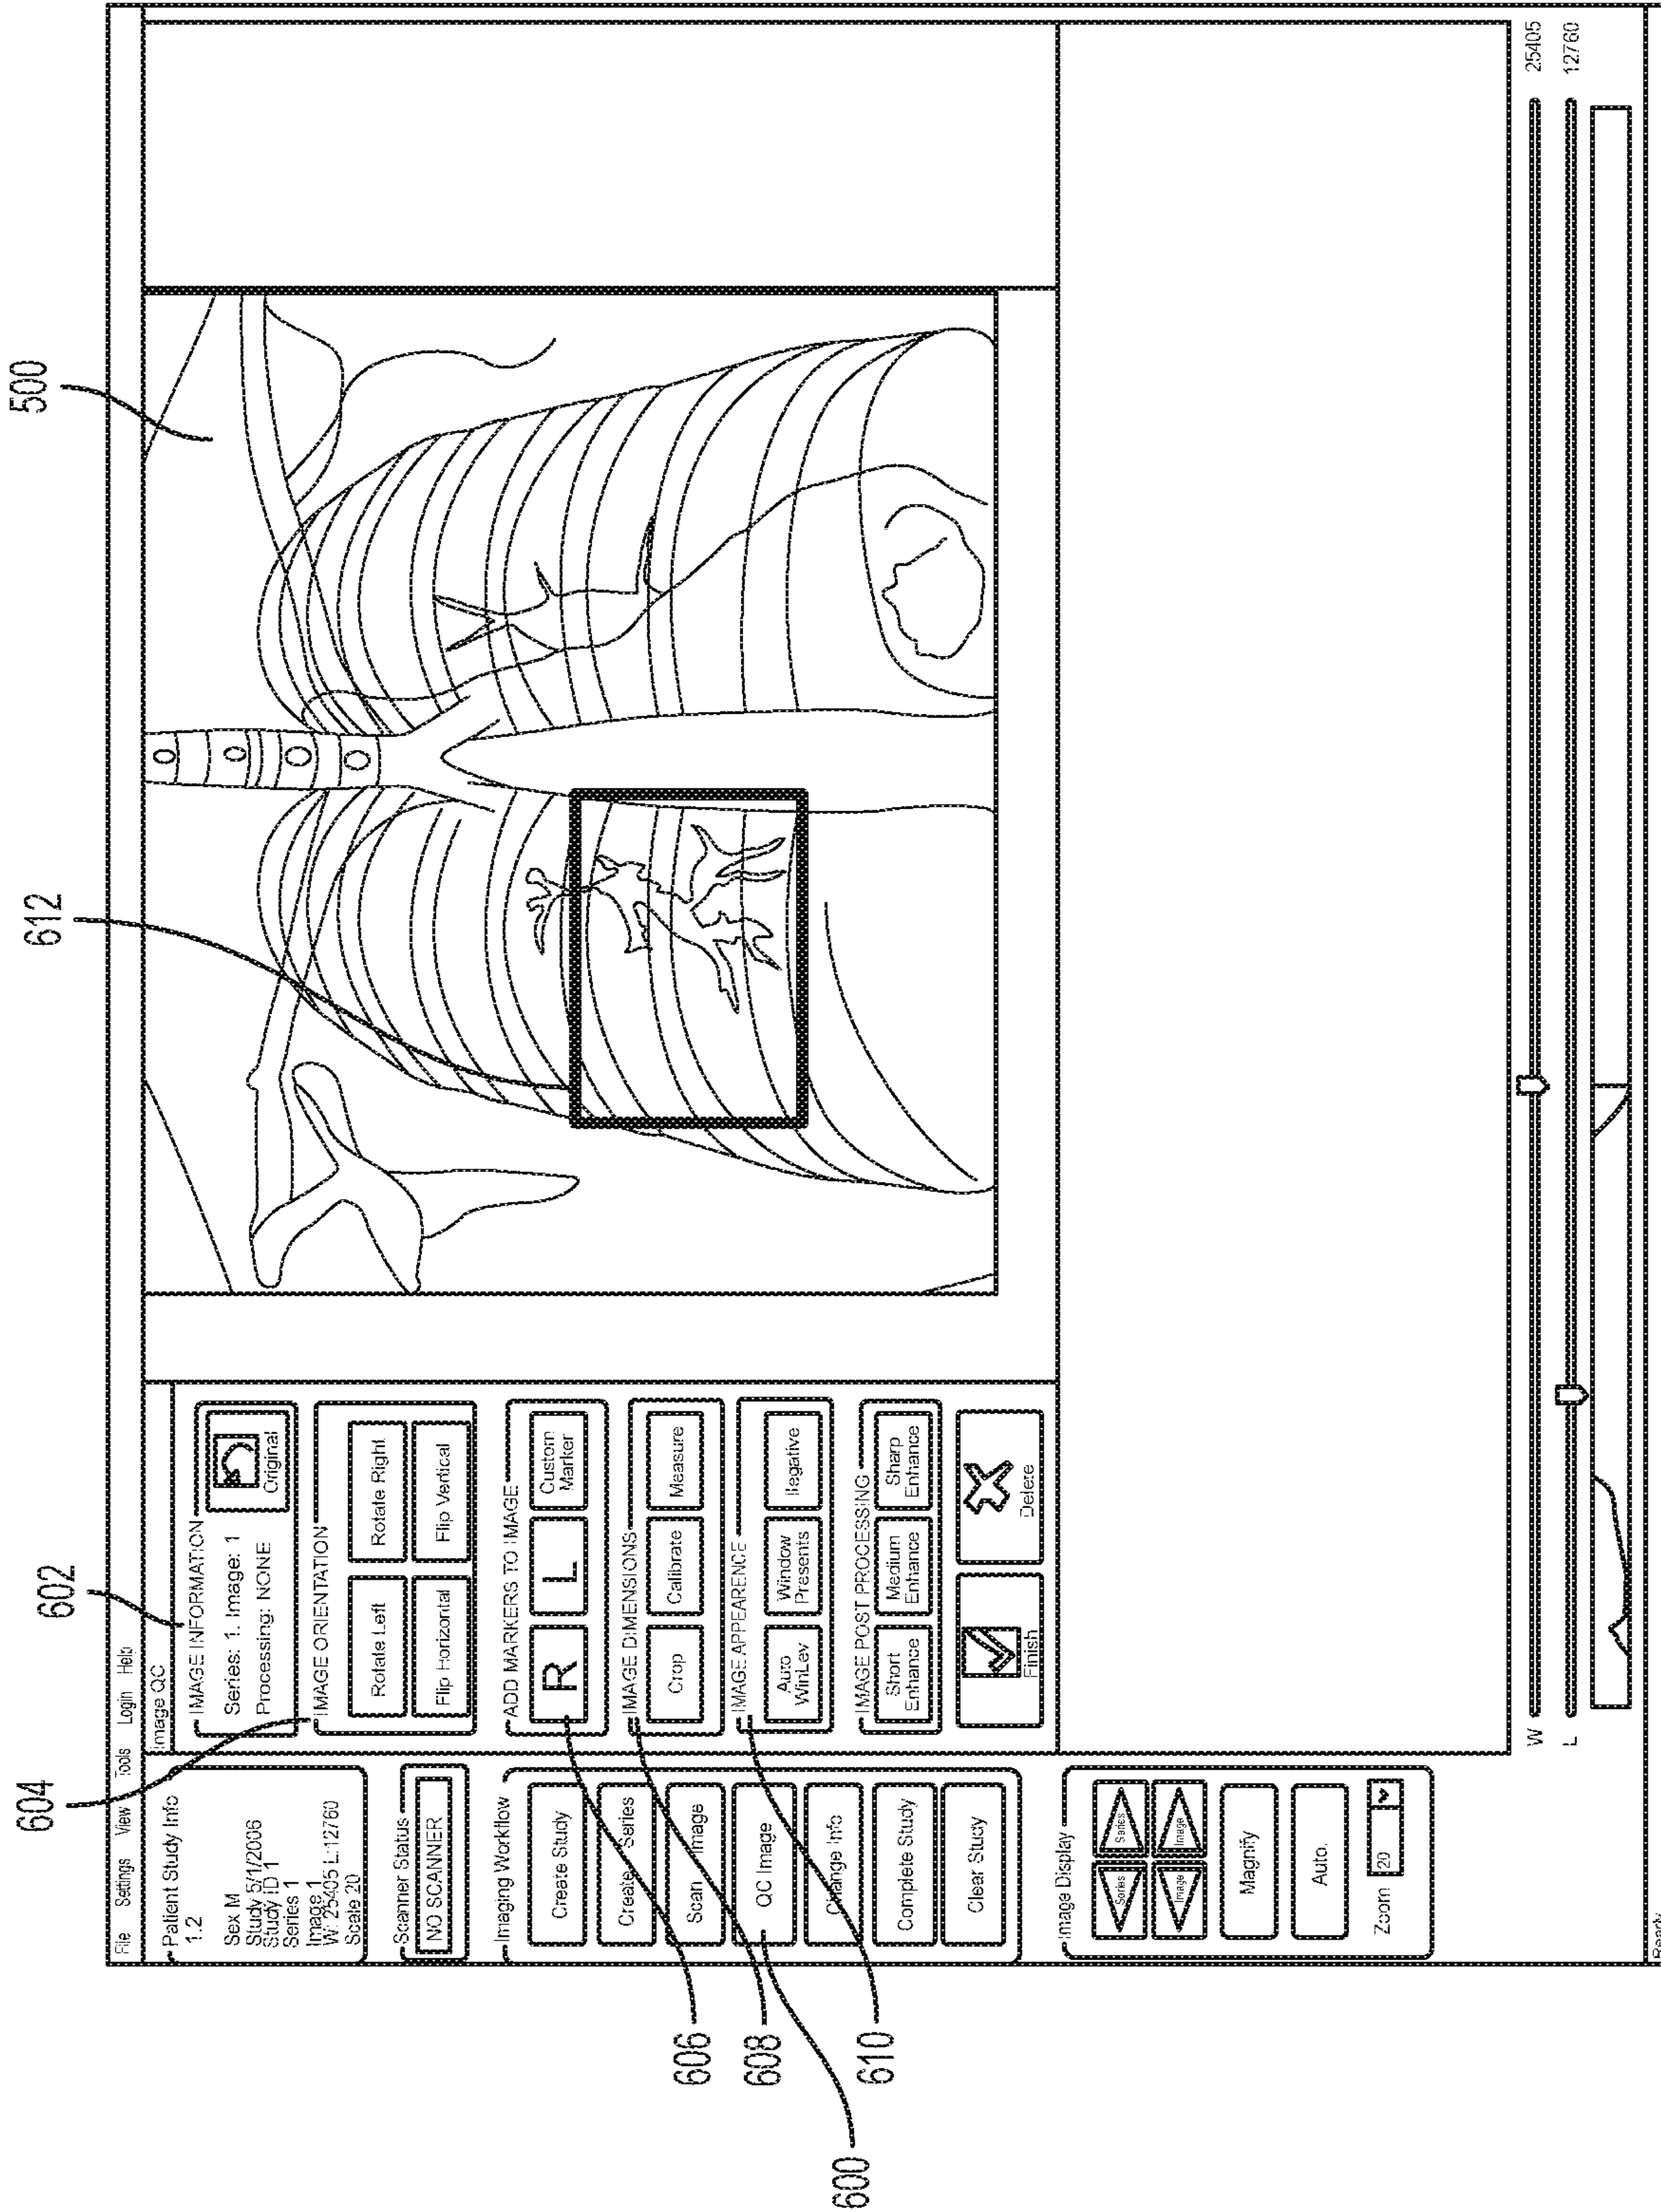 500
612
602
604
File Settings View Tools Login Help
Patient Study Info
1.2
Sex M
Study 5/1/2006
Study ID 1
Series 1
Image 1
W: 25405 L:12760
Scale 20
Scanner Status
NO SCANNER
Imaging Workflow
Create Study
Create Series
Scan Image
QC Image
Change Info
Complete Study
Clear Study
Image Display
Series Series
Image Image
Magnify
Auto.
Zoom 20
Image QC
IMAGE INFORMATION
Series: 1. Image: 1
Processing: NONE
Original
IMAGE ORIENTATION
Rotate Left Rotate Right
Flip Horizontal Flip Vertical
ADD MARKERS TO IMAGE
R L Custom
Marker
IMAGE DIMENSIONS
Crop Calibrate Measure
IMAGE APPEARENCE
Auto
WinLev
Window
Presents
Negative
IMAGE POST PROCESSING
Short
Enhance
Medium
Enhance
Sharp
Enhance
Finish Delete
W 25405
L 12760
Ready
606
608
600
610